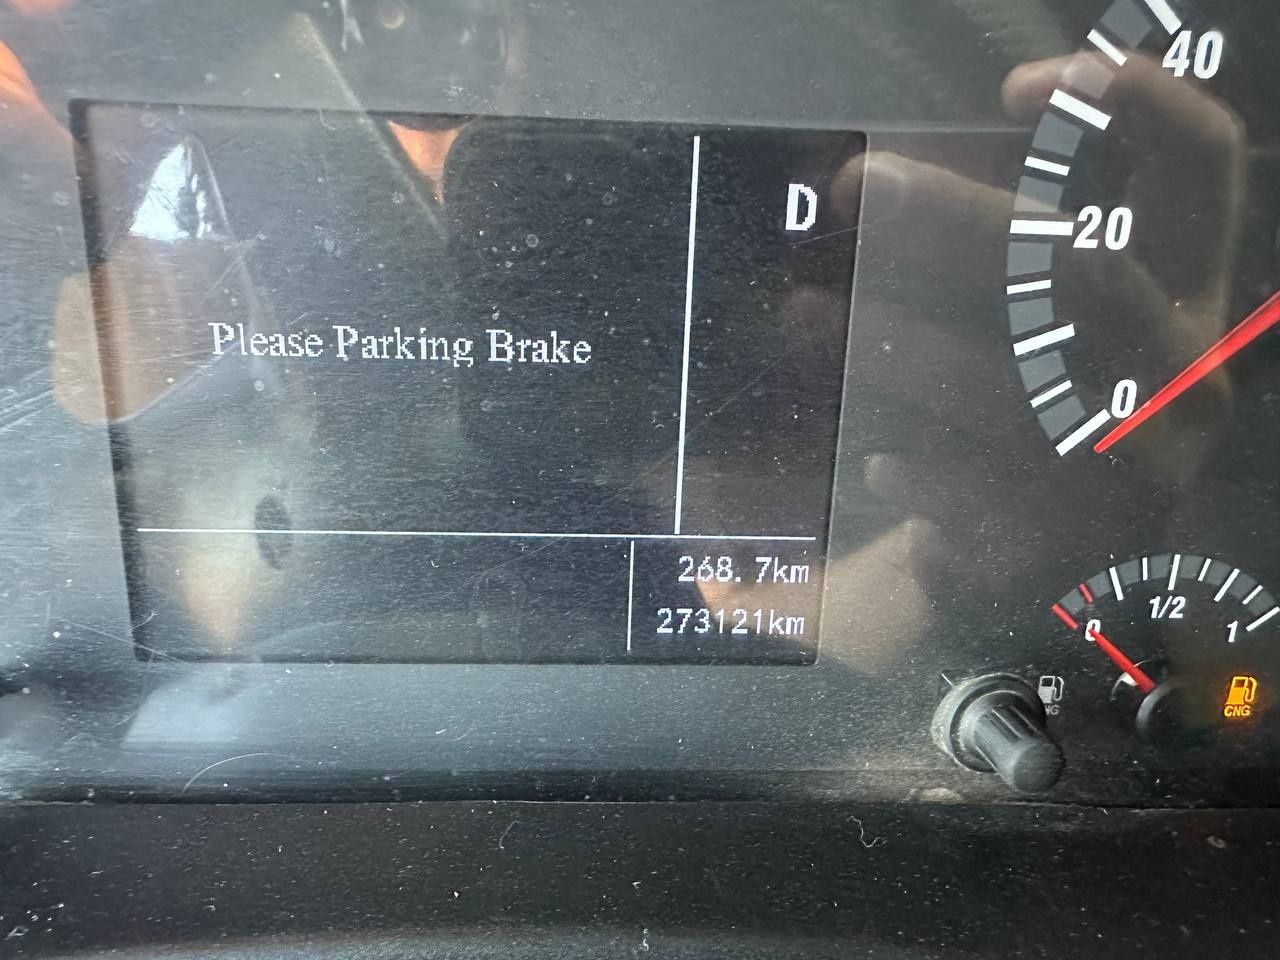 40
D
20
Please Parking Brake
0
268.7km
273121km
1/2
0
1
CNG